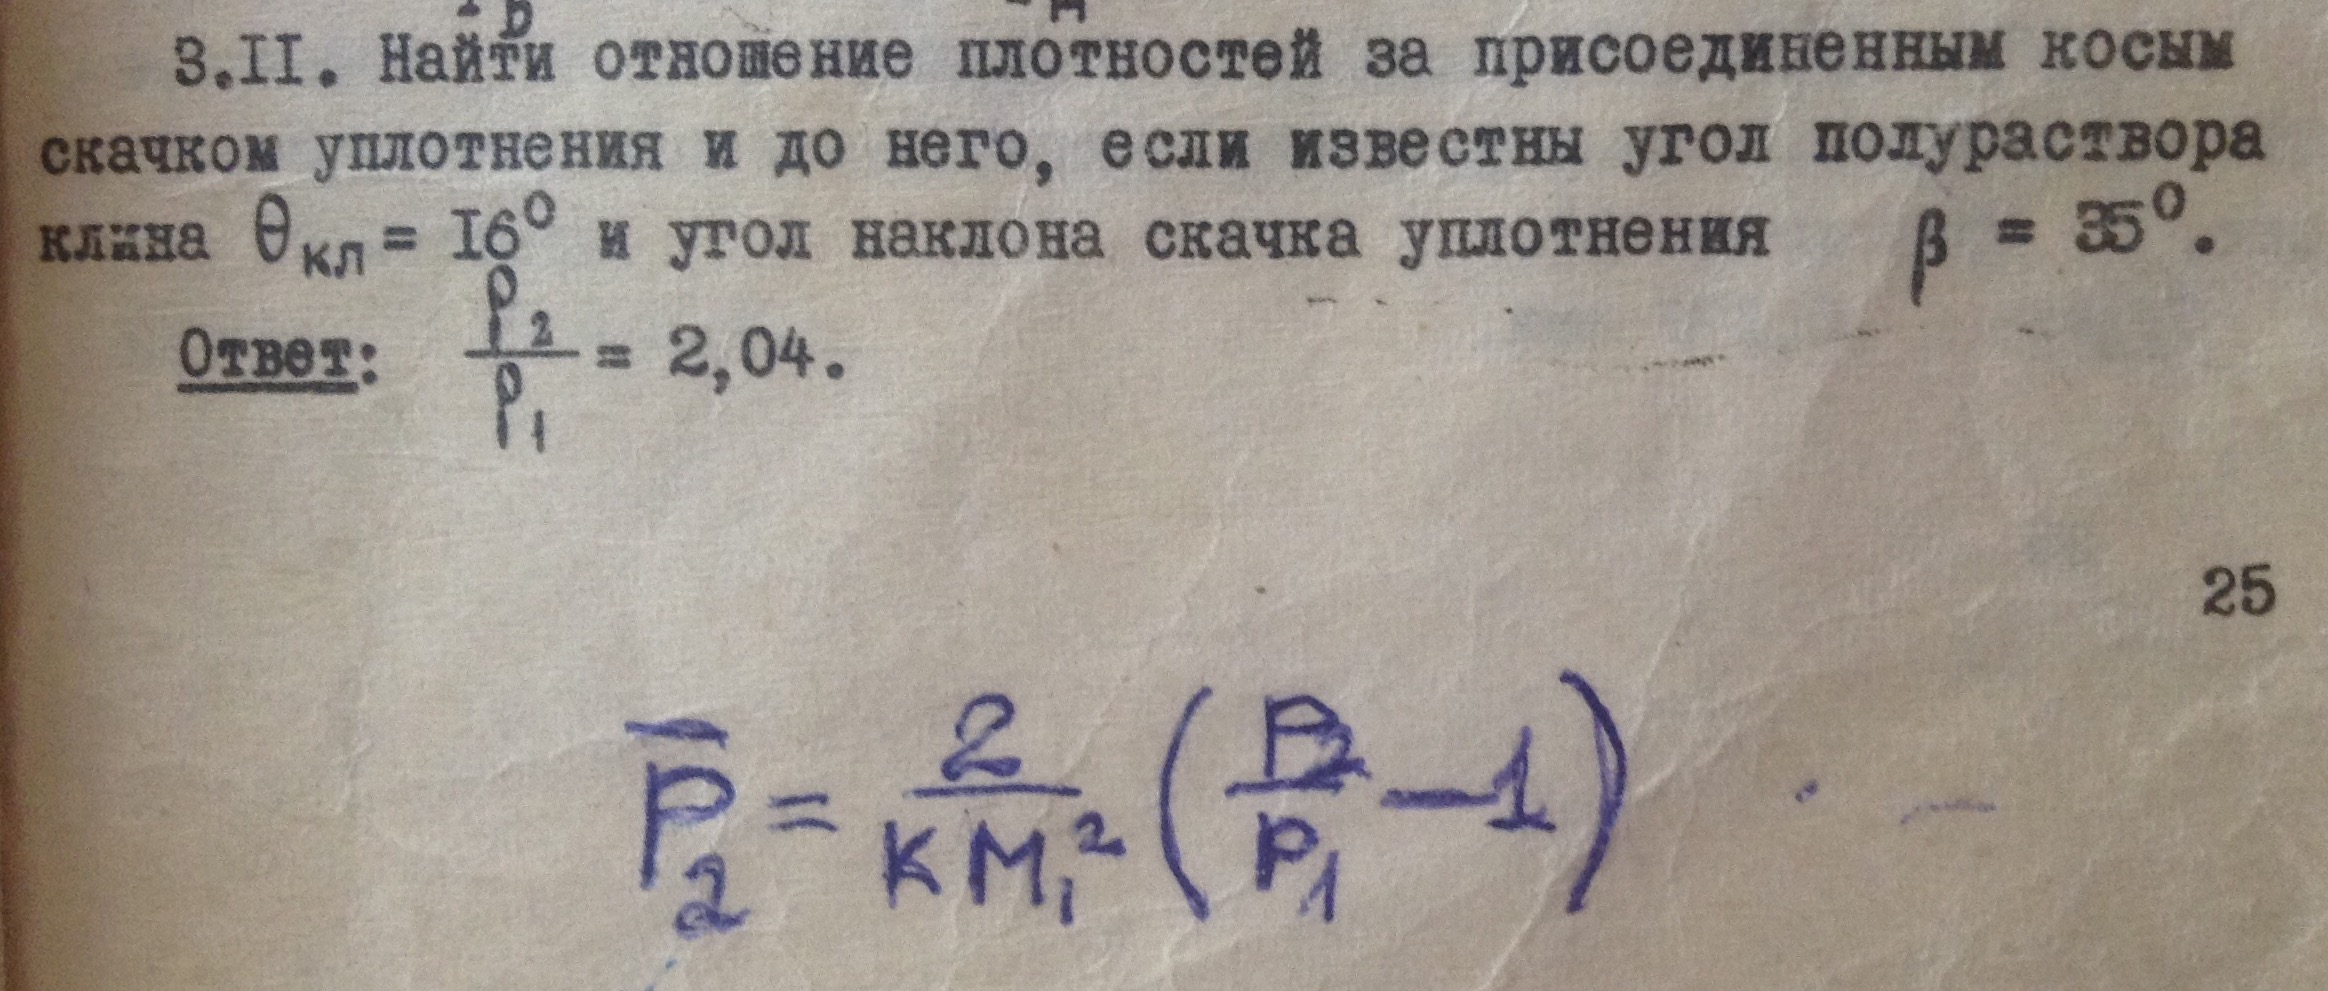 3.II. Найти отношение плотностей за присоединенным косым
скачком уплотнения и до него, если известны угол полураствора
клина θкл = I6° и угол наклона скачка уплотнения β = 35°.
Ответ: ρ₂/ρ₁ = 2,04.
25
P̅₂ = 2/(KM₁²) (P₂/P₁ − 1)